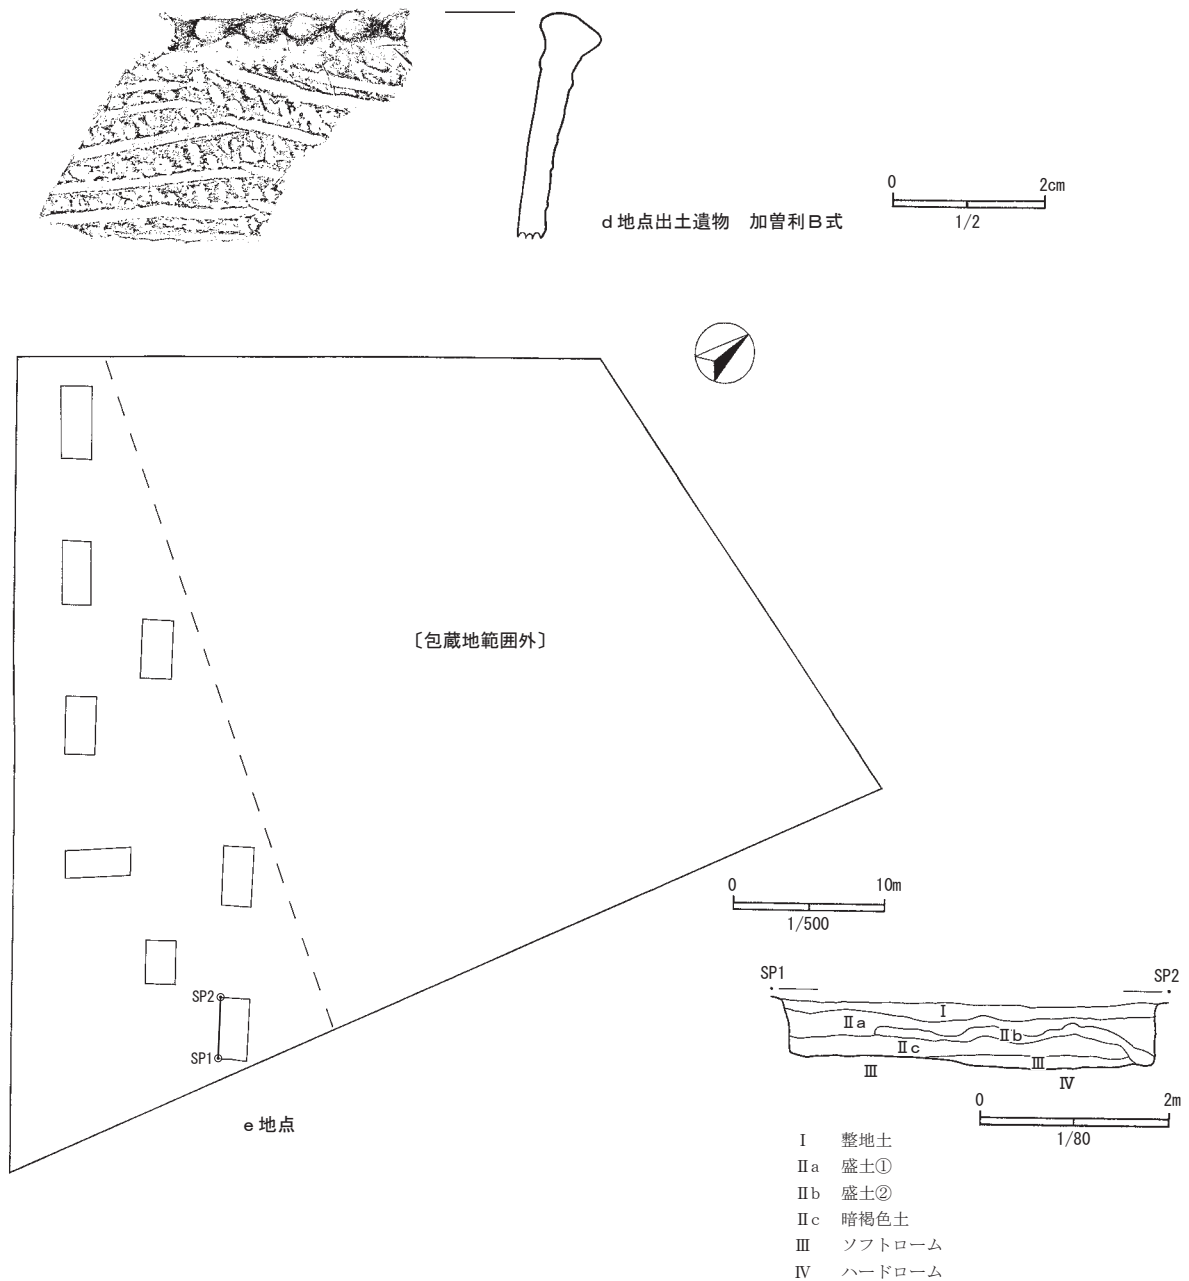 d地点出土遺物　加曽利B式
0 2cm
1/2
〔包蔵地範囲外〕
0 10m
1/500
SP2
SP1
e地点
SP1 SP2
Ⅰ
Ⅱa
Ⅱb
Ⅱc
Ⅲ
Ⅲ
Ⅳ
0 2m
1/80
Ⅰ 整地土
Ⅱa 盛土①
Ⅱb 盛土②
Ⅱc 暗褐色土
Ⅲ ソフトローム
Ⅳ ハードローム